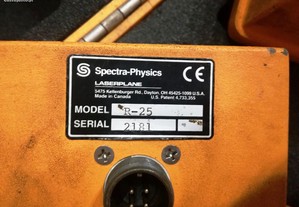 Spectra-Physics
LASERPLANE
5475 Kellenburger Rd., Dayton, OH 45425-1099 U.S.A.
Made in Canada U.S. Patent 4,733,355
CE
MODEL R-25
SERIAL 2181